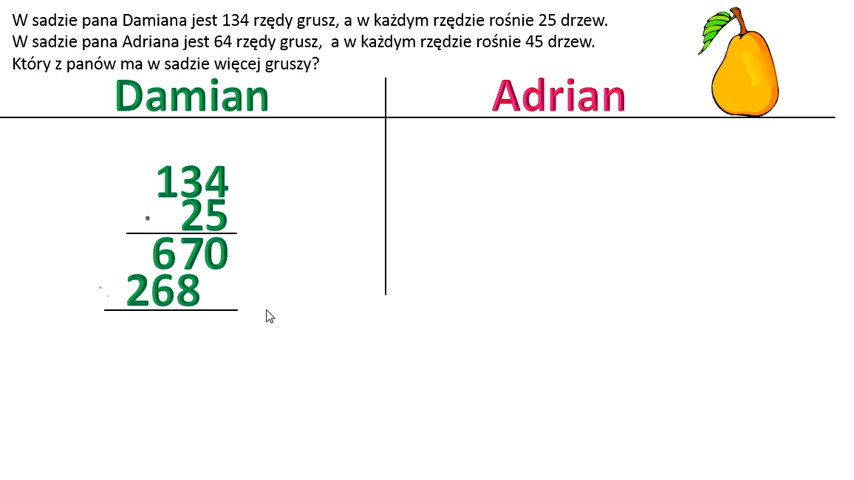 W sadzie pana Damiana jest 134 rzędy grusz, a w każdym rzędzie rośnie 25 drzew.
W sadzie pana Adriana jest 64 rzędy grusz, a w każdym rzędzie rośnie 45 drzew.
Który z panów ma w sadzie więcej gruszy?
Damian
Adrian
134
· 25
670
268